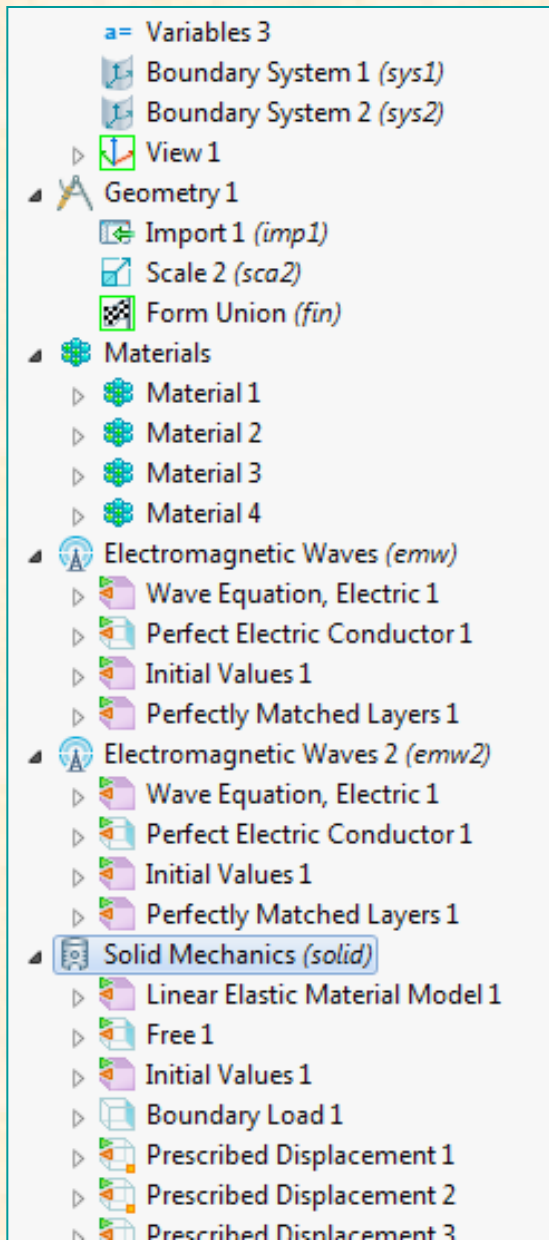 a= Variables 3
Boundary System 1 (sys1)
Boundary System 2 (sys2)
View 1
Geometry 1
Import 1 (imp1)
Scale 2 (sca2)
Form Union (fin)
Materials
Material 1
Material 2
Material 3
Material 4
Electromagnetic Waves (emw)
Wave Equation, Electric 1
Perfect Electric Conductor 1
Initial Values 1
Perfectly Matched Layers 1
Electromagnetic Waves 2 (emw2)
Wave Equation, Electric 1
Perfect Electric Conductor 1
Initial Values 1
Perfectly Matched Layers 1
Solid Mechanics (solid)
Linear Elastic Material Model 1
Free 1
Initial Values 1
Boundary Load 1
Prescribed Displacement 1
Prescribed Displacement 2
Prescribed Displacement 3